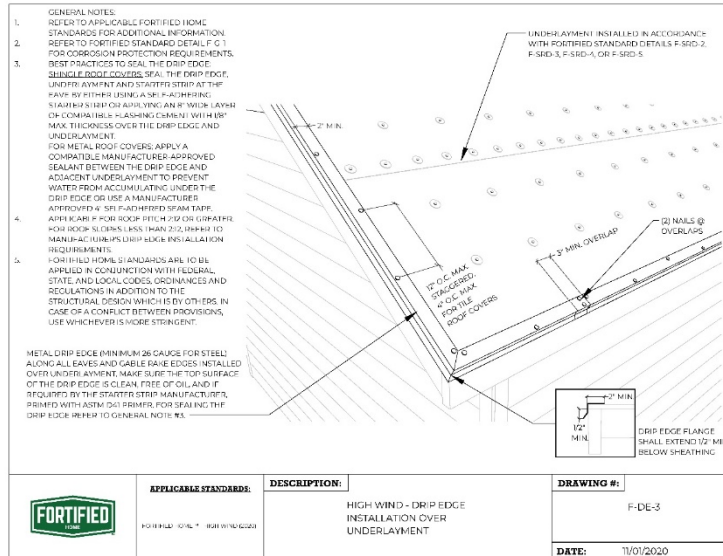 GENERAL NOTES:
1. REFER TO APPLICABLE FORTIFIED HOME
STANDARDS FOR ADDITIONAL INFORMATION.
2. REFER TO FORTIFIED STANDARD DETAIL F-G-1
FOR CORROSION PROTECTION REQUIREMENTS.
3. BEST PRACTICES TO SEAL THE DRIP EDGE:
SHINGLE ROOF COVERS: SEAL THE DRIP EDGE,
UNDERLAYMENT AND STARTER STRIP AT THE
EAVE BY EITHER USING A SELF-ADHERING
STARTER STRIP OR APPLYING AN 8" WIDE LAYER
OF COMPATIBLE FLASHING CEMENT WITH 1/8"
MAX. THICKNESS OVER THE DRIP EDGE AND
UNDERLAYMENT.
FOR METAL ROOF COVERS: APPLY A
COMPATIBLE MANUFACTURER-APPROVED
SEALANT BETWEEN THE DRIP EDGE AND
ADJACENT UNDERLAYMENT TO PREVENT
WATER FROM ACCUMULATING UNDER THE
DRIP EDGE OR USE A MANUFACTURER
APPROVED 4" SELF-ADHERED SEAM TAPE.
4. APPLICABLE FOR ROOF PITCH 2:12 OR GREATER.
FOR ROOF SLOPES LESS THAN 2:12, REFER TO
MANUFACTURER'S DRIP EDGE INSTALLATION
REQUIREMENTS.
5. FORTIFIED HOME STANDARDS ARE TO BE
APPLIED IN CONJUNCTION WITH FEDERAL,
STATE, AND LOCAL CODES, ORDINANCES AND
REGULATIONS IN ADDITION TO THE
STRUCTURAL DESIGN WHICH IS BY OTHERS. IN
CASE OF A CONFLICT BETWEEN PROVISIONS,
USE WHICHEVER IS MORE STRINGENT.
METAL DRIP EDGE (MINIMUM 26 GAUGE FOR STEEL)
ALONG ALL EAVES AND GABLE RAKE EDGES INSTALLED
OVER UNDERLAYMENT, MAKE SURE THE TOP SURFACE
OF THE DRIP EDGE IS CLEAN, FREE OF OIL, AND IF
REQUIRED BY THE STARTER STRIP MANUFACTURER,
PRIMED WITH ASTM D41 PRIMER. FOR SEALING THE
DRIP EDGE REFER TO GENERAL NOTE #3.
UNDERLAYMENT INSTALLED IN ACCORDANCE
WITH FORTIFIED STANDARD DETAILS F-SRD-2,
F-SRD-3, F-SRD-4, OR F-SRD-5
2" MIN.
(2) NAILS @
OVERLAPS
3" MIN. OVERLAP
12" O.C. MAX.
STAGGERED.
4" O.C. MAX.
FOR TILE
ROOF COVERS
2" MIN
1/2"
MIN.
DRIP EDGE FLANGE
SHALL EXTEND 1/2" MI
BELOW SHEATHING
FORTIFIED
HOME
APPLICABLE STANDARDS:
FORTIFIED HOME™ HIGH WIND (2020)
DESCRIPTION:
HIGH WIND - DRIP EDGE
INSTALLATION OVER
UNDERLAYMENT
DRAWING #:
F-DE-3
DATE: 11/01/2020